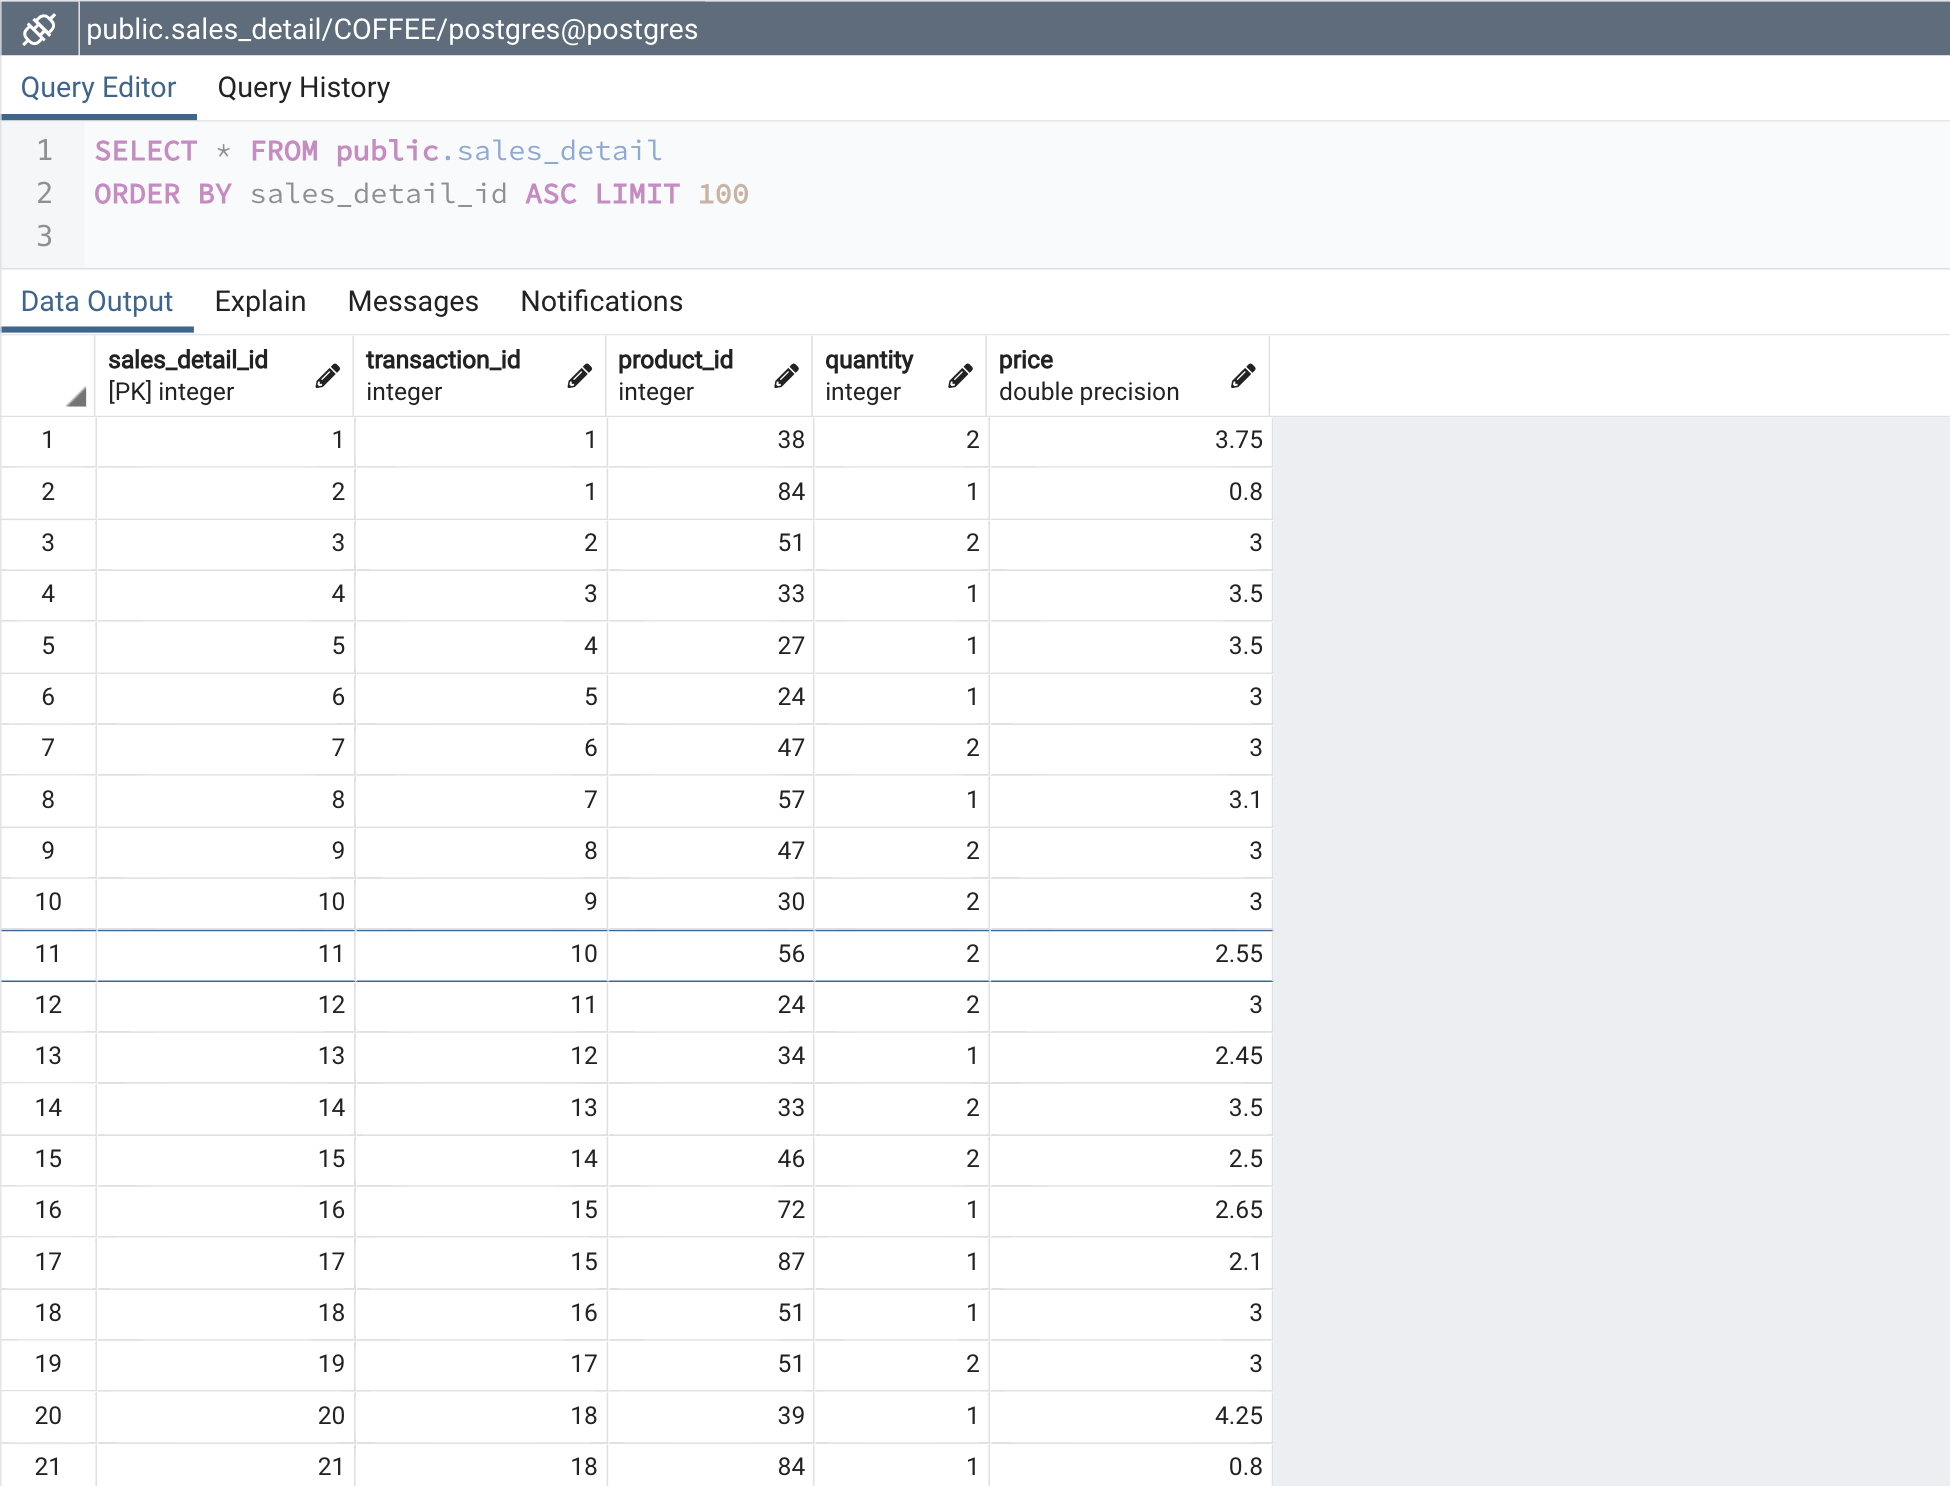 public.sales_detail/COFFEE/postgres@postgres
Query Editor Query History
1 SELECT * FROM public.sales_detail
2 ORDER BY sales_detail_id ASC LIMIT 100
3
Data Output Explain Messages Notifications
sales_detail_id transaction_id product_id quantity price
[PK] integer integer integer integer double precision
1 1 1 38 2 3.75
2 2 1 84 1 0.8
3 3 2 51 2 3
4 4 3 33 1 3.5
5 5 4 27 1 3.5
6 6 5 24 1 3
7 7 6 47 2 3
8 8 7 57 1 3.1
9 9 8 47 2 3
10 10 9 30 2 3
11 11 10 56 2 2.55
12 12 11 24 2 3
13 13 12 34 1 2.45
14 14 13 33 2 3.5
15 15 14 46 2 2.5
16 16 15 72 1 2.65
17 17 15 87 1 2.1
18 18 16 51 1 3
19 19 17 51 2 3
20 20 18 39 1 4.25
21 21 18 84 1 0.8